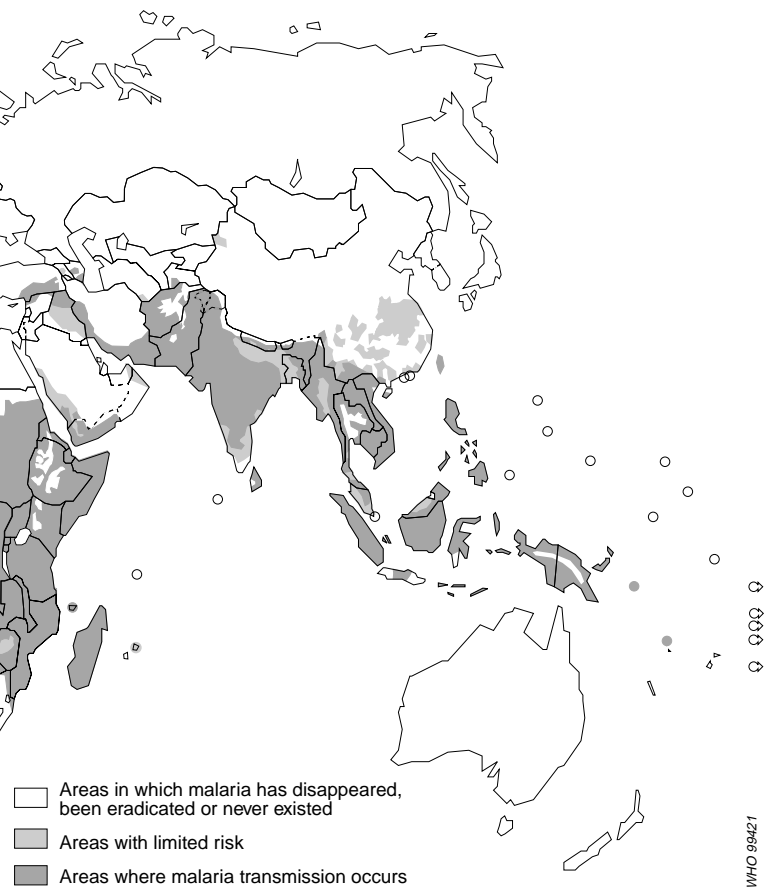 Areas in which malaria has disappeared,
been eradicated or never existed
Areas with limited risk
Areas where malaria transmission occurs
WHO 99421